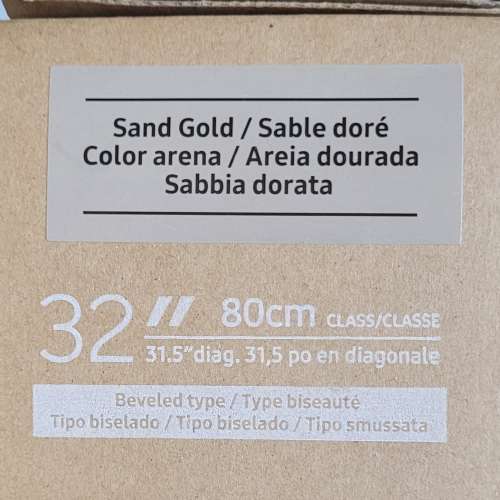 Sand Gold / Sable doré
Color arena / Areia dourada
Sabbia dorata
32" 80cm CLASS/CLASSE
31.5"diag. 31,5 po en diagonale
Beveled type / Type biseauté
Tipo biselado / Tipo biselado / Tipo smussata